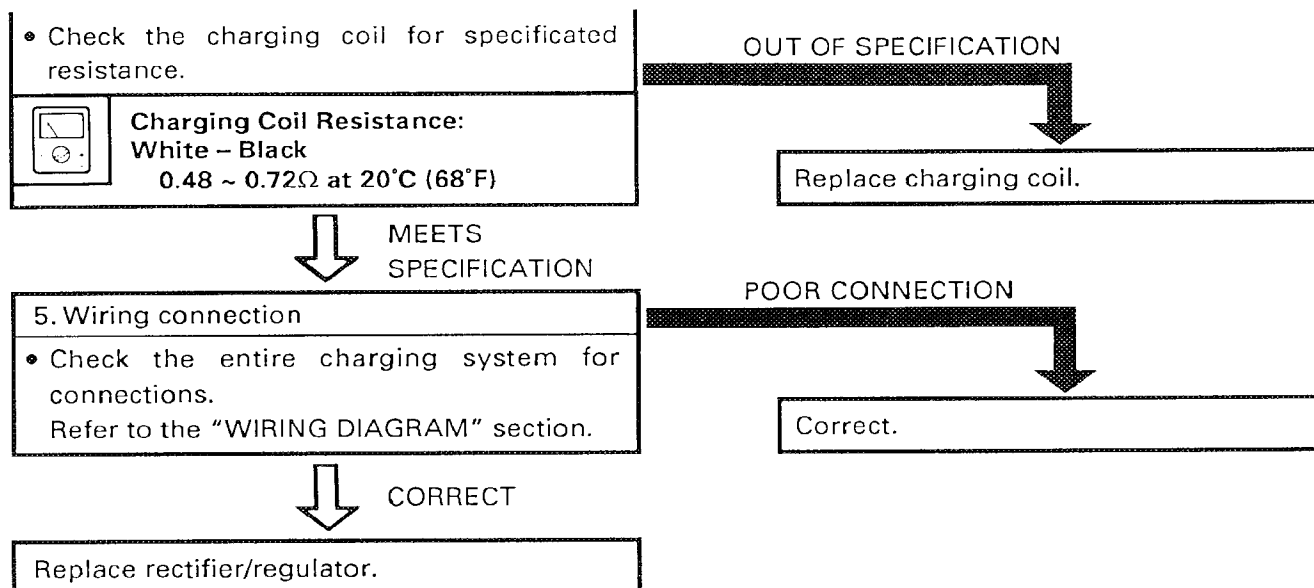 • Check the charging coil for specificated
resistance.
OUT OF SPECIFICATION
Charging Coil Resistance:
White – Black
0.48 ~ 0.72Ω at 20°C (68°F)
Replace charging coil.
MEETS
SPECIFICATION
5. Wiring connection
POOR CONNECTION
• Check the entire charging system for
connections.
Refer to the "WIRING DIAGRAM" section.
Correct.
CORRECT
Replace rectifier/regulator.